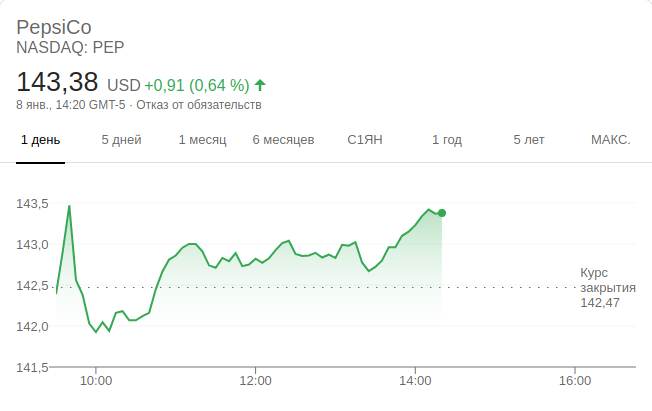 PepsiCo
NASDAQ: PEP
143,38 USD +0,91 (0,64 %)
8 янв., 14:20 GMT-5 · Отказ от обязательств
1 день 5 дней 1 месяц 6 месяцев С1ЯН 1 год 5 лет МАКС.
143,5
143,0
142,5
142,0
141,5
Курс
закрытия
142,47
10:00 12:00 14:00 16:00